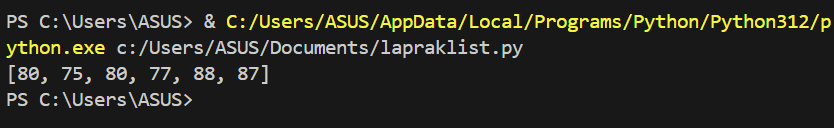 PS C:\Users\ASUS> & C:/Users/ASUS/AppData/Local/Programs/Python/Python312/p
ython.exe c:/Users/ASUS/Documents/lapraklist.py
[80, 75, 80, 77, 88, 87]
PS C:\Users\ASUS>